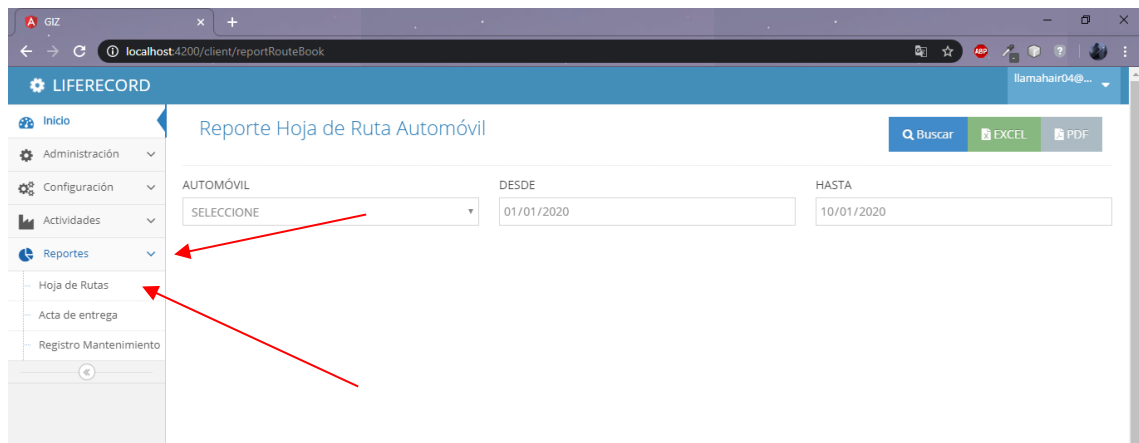 GIZ
localhost:4200/client/reportRouteBook
ABP
LIFERECORD
llamahair04@...
Inicio
Administración
Configuración
Actividades
Reportes
Hoja de Rutas
Acta de entrega
Registro Mantenimiento
Reporte Hoja de Ruta Automóvil
Buscar
EXCEL
PDF
AUTOMÓVIL
DESDE
HASTA
SELECCIONE
01/01/2020
10/01/2020